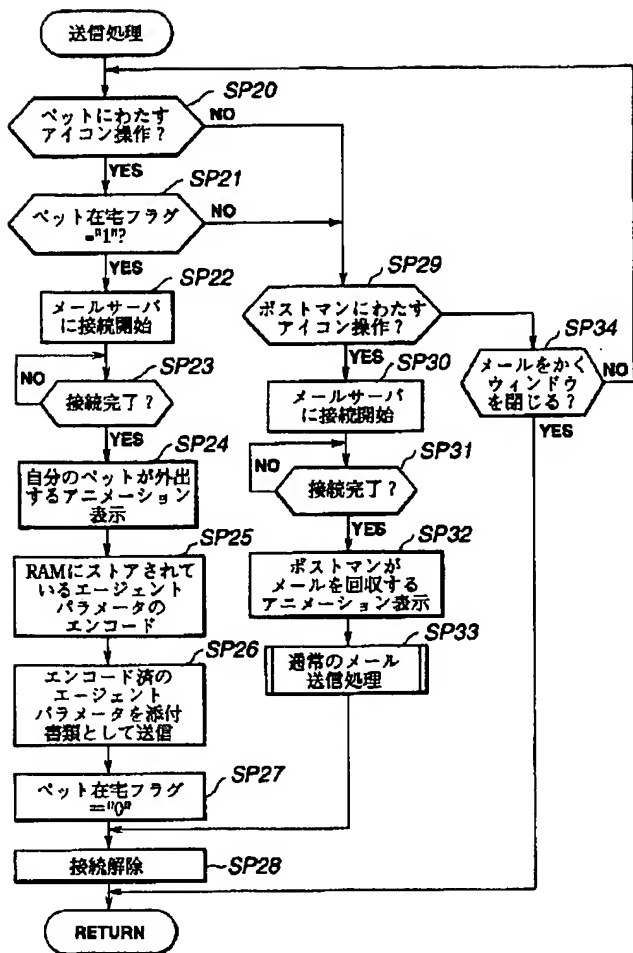 送信処理
SP20
ペットにわたす
アイコン操作？
NO
YES
SP21
ペット在宅フラグ
="1"?
NO
YES
SP22
メールサーバ
に接続開始
SP23
NO
接続完了？
YES
SP24
自分のペットが外出
するアニメーション
表示
SP25
RAMにストアされて
いるエージェント
パラメータの
エンコード
SP26
エンコード済の
エージェント
パラメータを添付
書類として送信
SP27
ペット在宅フラグ
="0"
接続解除
SP28
RETURN
SP29
ポストマンにわたす
アイコン操作？
YES
SP30
メールサーバ
に接続開始
SP31
NO
接続完了？
YES
SP32
ポストマンが
メールを回収する
アニメーション表示
SP33
通常のメール
送信処理
SP34
メールをかく
ウィンドウ
を閉じる？
NO
YES